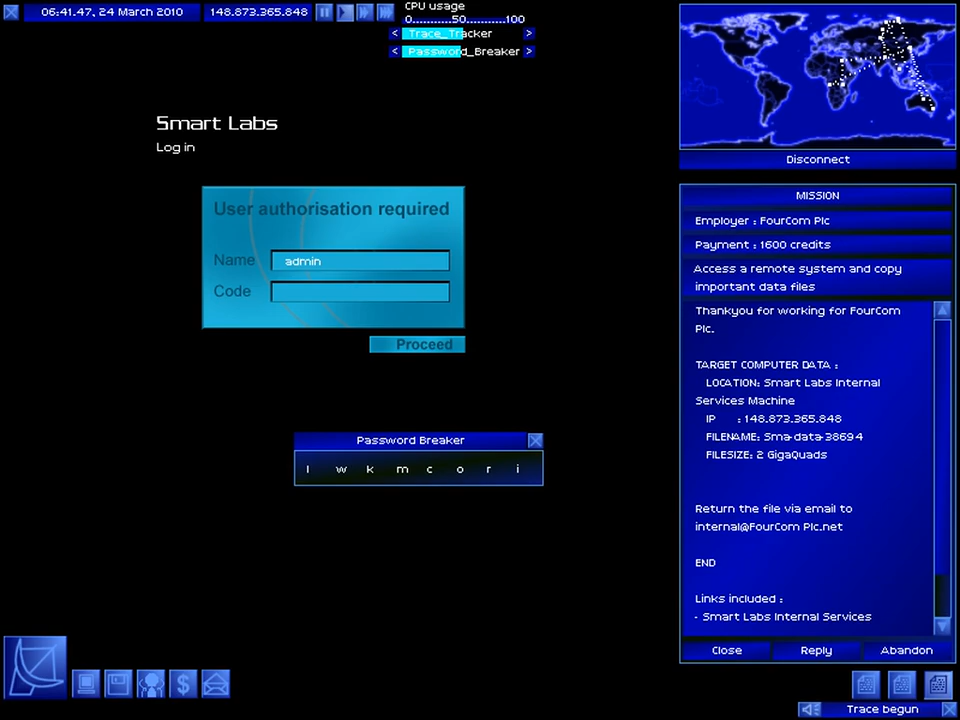 06:41.47, 24 March 2010
148.873.365.848
CPU usage
0............50...........100
< Trace_Tracker >
< Password_Breaker >
Smart Labs
Log in
User authorisation required
Name admin
Code
Proceed
Password Breaker
l w k m c o r i
Disconnect
MISSION
Employer : FourCom Plc
Payment : 1600 credits
Access a remote system and copy
important data files
Thankyou for working for FourCom
Plc.
TARGET COMPUTER DATA :
LOCATION: Smart Labs Internal
Services Machine
IP : 148.873.365.848
FILENAME: Sma-data-38694
FILESIZE: 2 GigaQuads
Return the file via email to
internal@FourCom Plc.net
END
Links included :
- Smart Labs Internal Services
Close Reply Abandon
$
Trace begun